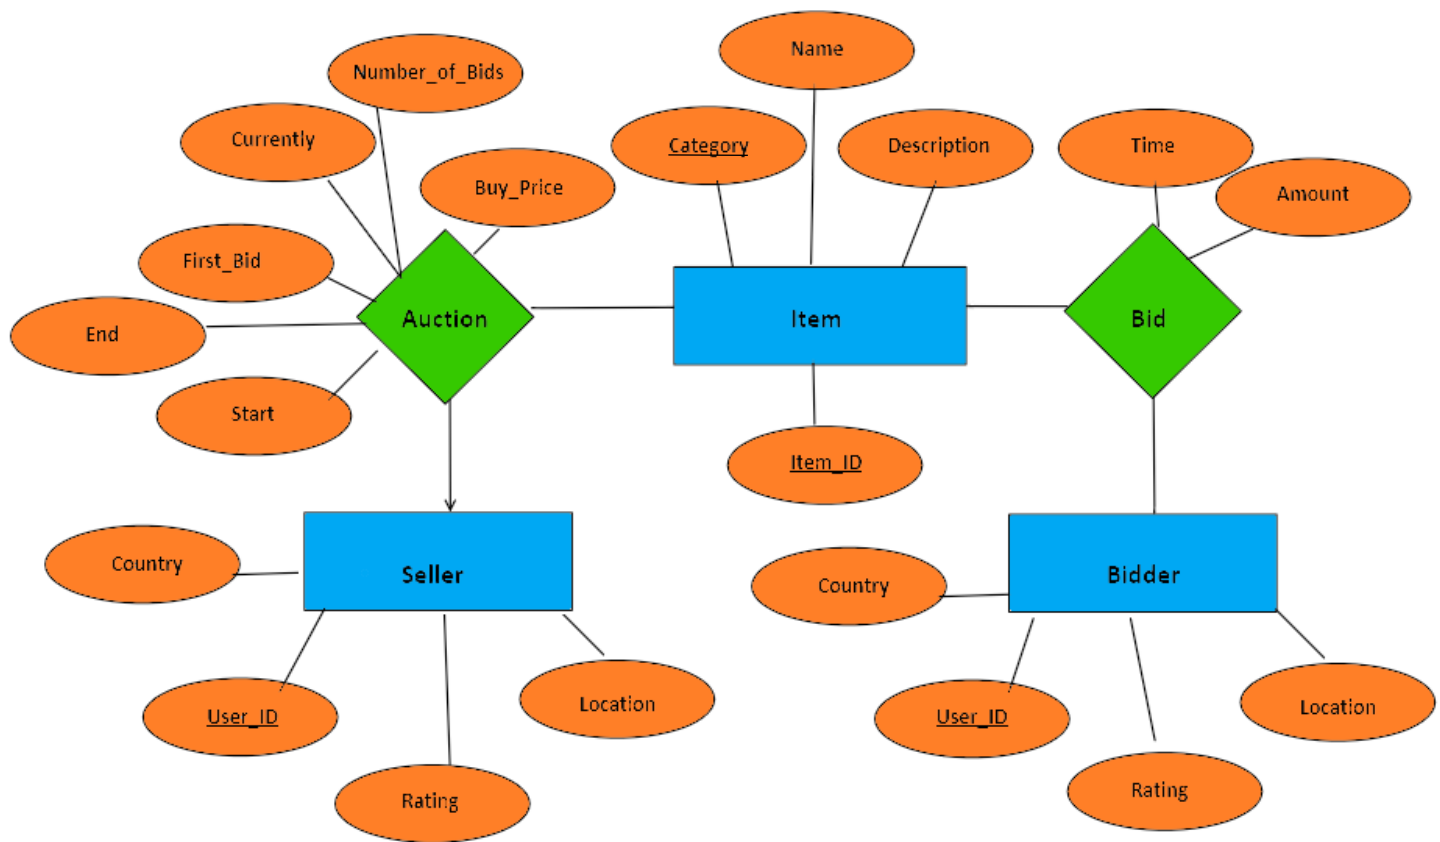 Name
Number_of_Bids
Currently
Category
Description
Time
Buy_Price
Amount
First_Bid
Auction
Item
Bid
End
Start
Item_ID
Country
Seller
Country
Bidder
User_ID
Location
User_ID
Location
Rating
Rating